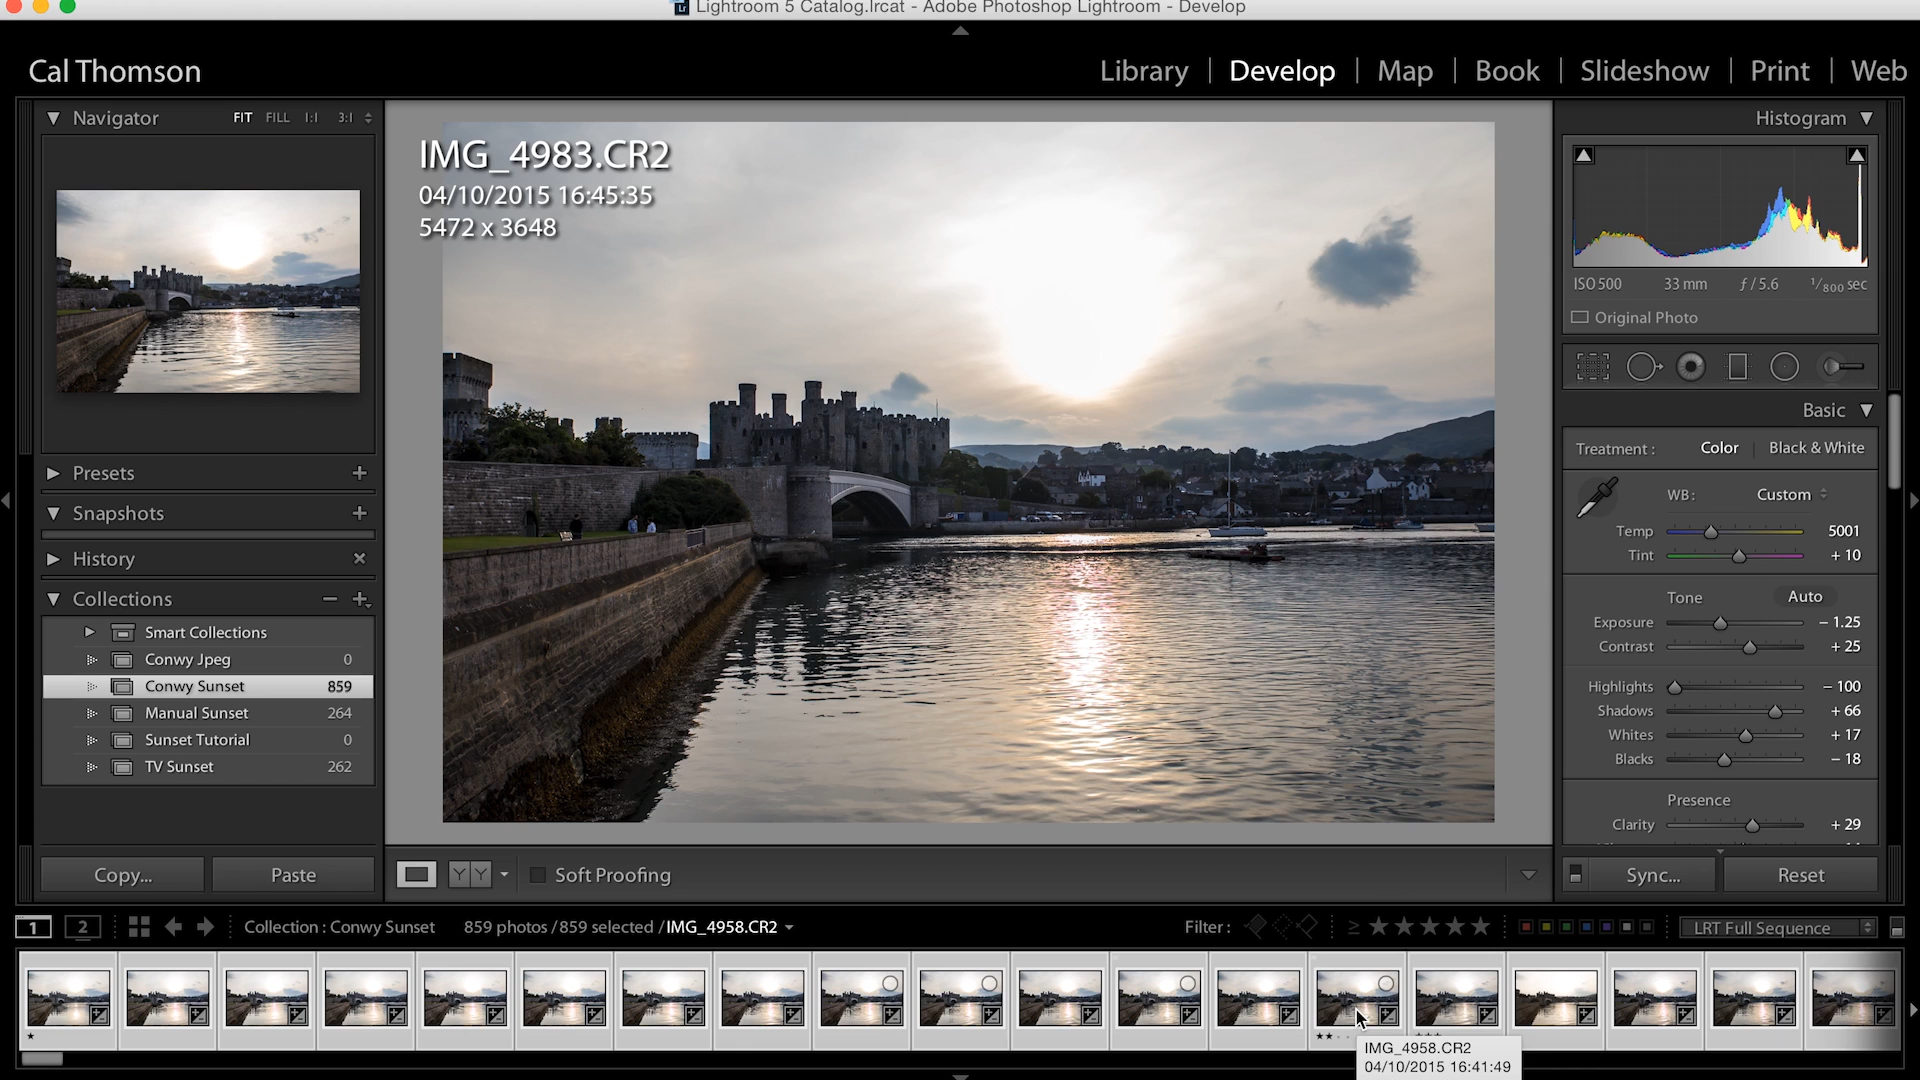 Lightroom 5 Catalog.lrcat - Adobe Photoshop Lightroom - Develop
Cal Thomson
Library | Develop | Map | Book | Slideshow | Print | Web
Navigator FIT FILL 1:1 3:1
Presets
Snapshots
History
Collections
Smart Collections
Conwy Jpeg 0
Conwy Sunset 859
Manual Sunset 264
Sunset Tutorial 0
TV Sunset 262
Copy... Paste
IMG_4983.CR2
04/10/2015 16:45:35
5472 x 3648
YY Soft Proofing
Histogram
ISO 500 33 mm ƒ / 5.6 1/800 sec
Original Photo
Basic
Treatment : Color | Black & White
WB : Custom
Temp 5001
Tint + 10
Tone Auto
Exposure – 1.25
Contrast + 25
Highlights – 100
Shadows + 66
Whites + 17
Blacks – 18
Presence
Clarity + 29
Sync... Reset
1 2 Collection : Conwy Sunset 859 photos / 859 selected / IMG_4958.CR2 Filter : LRT Full Sequence
IMG_4958.CR2
04/10/2015 16:41:49